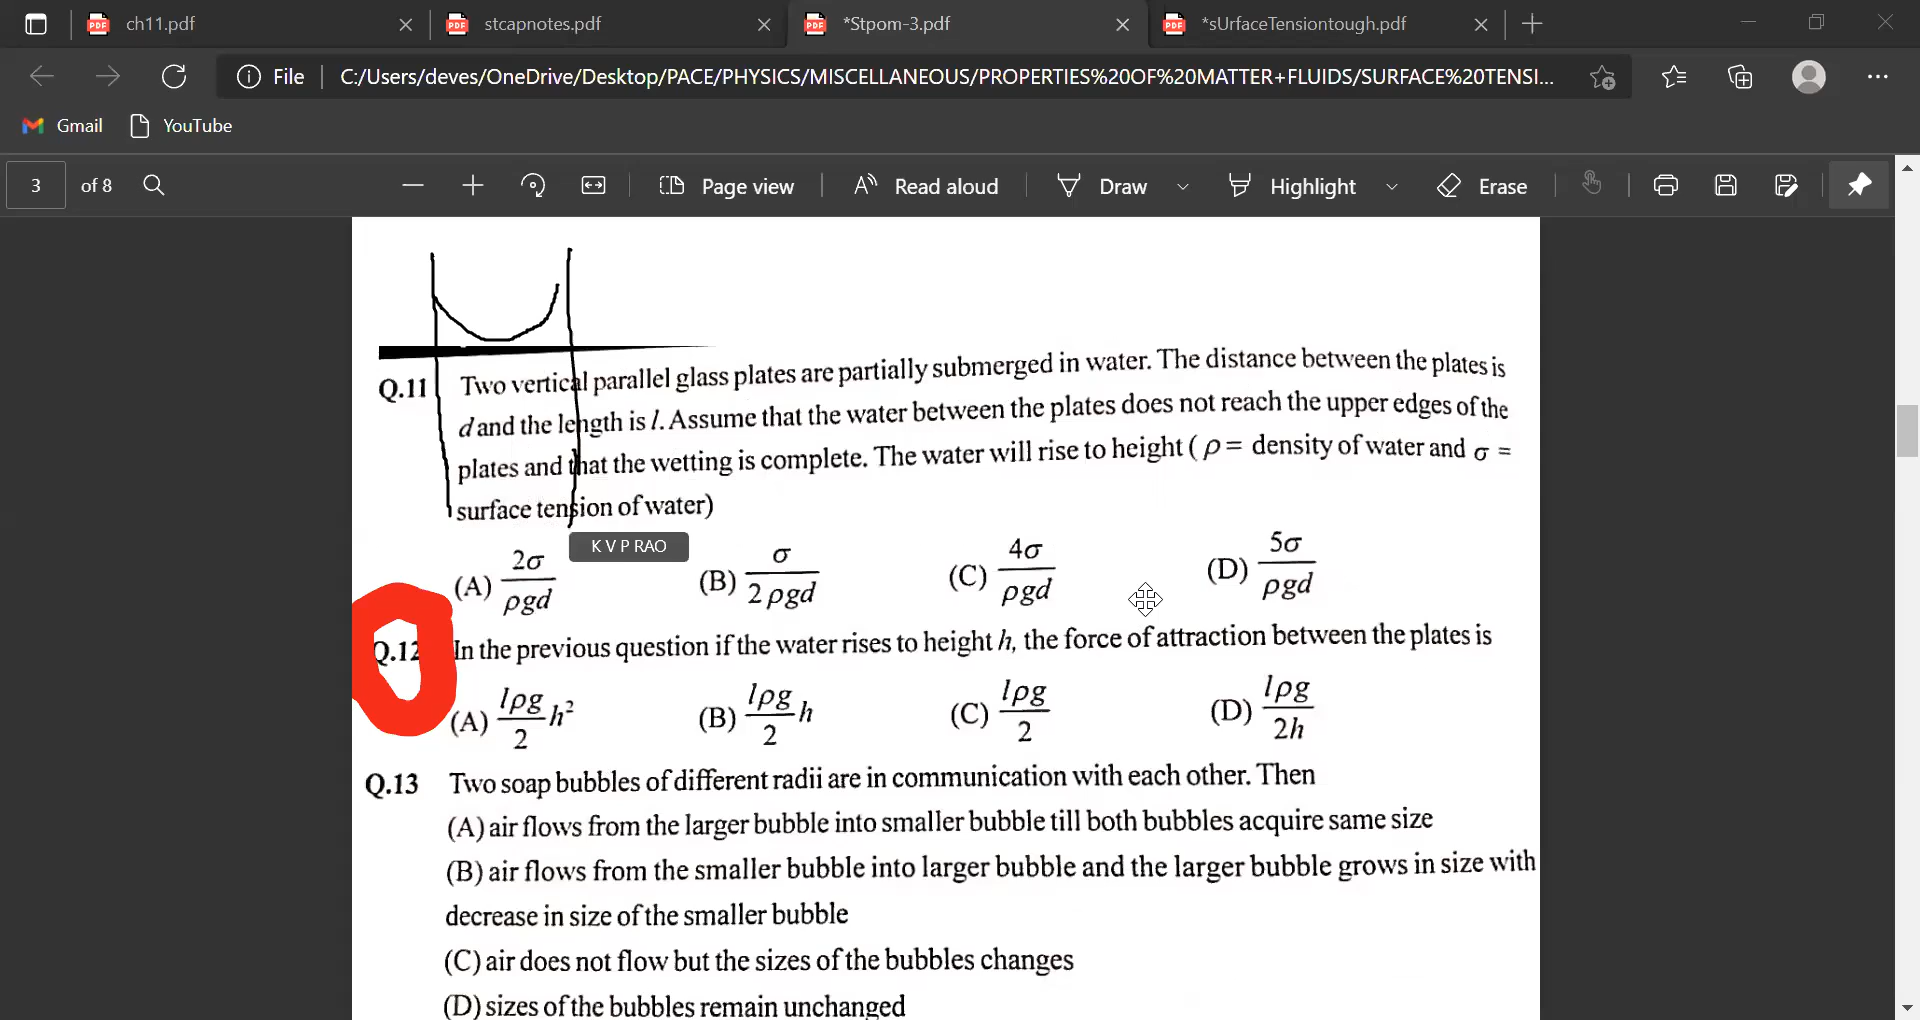 ch11.pdf
stcapnotes.pdf
*Stpom-3.pdf
*sUrfaceTensiontough.pdf
File
C:/Users/deves/OneDrive/Desktop/PACE/PHYSICS/MISCELLANEOUS/PROPERTIES%20OF%20MATTER+FLUIDS/SURFACE%20TENSI...
Gmail
YouTube
3 of 8
Page view
Read aloud
Draw
Highlight
Erase
Q.11 Two vertical parallel glass plates are partially submerged in water. The distance between the plates is
d and the length is l. Assume that the water between the plates does not reach the upper edges of the
plates and that the wetting is complete. The water will rise to height ( ρ = density of water and σ =
surface tension of water)
K V P RAO
(A) 2σ/ρgd (B) σ/2 ρgd (C) 4σ/ρgd (D) 5σ/ρgd
Q.12 In the previous question if the water rises to height h, the force of attraction between the plates is
(A) lρg/2 h² (B) lρg/2 h (C) lρg/2 (D) lρg/2h
Q.13 Two soap bubbles of different radii are in communication with each other. Then
(A) air flows from the larger bubble into smaller bubble till both bubbles acquire same size
(B) air flows from the smaller bubble into larger bubble and the larger bubble grows in size with
decrease in size of the smaller bubble
(C) air does not flow but the sizes of the bubbles changes
(D) sizes of the bubbles remain unchanged